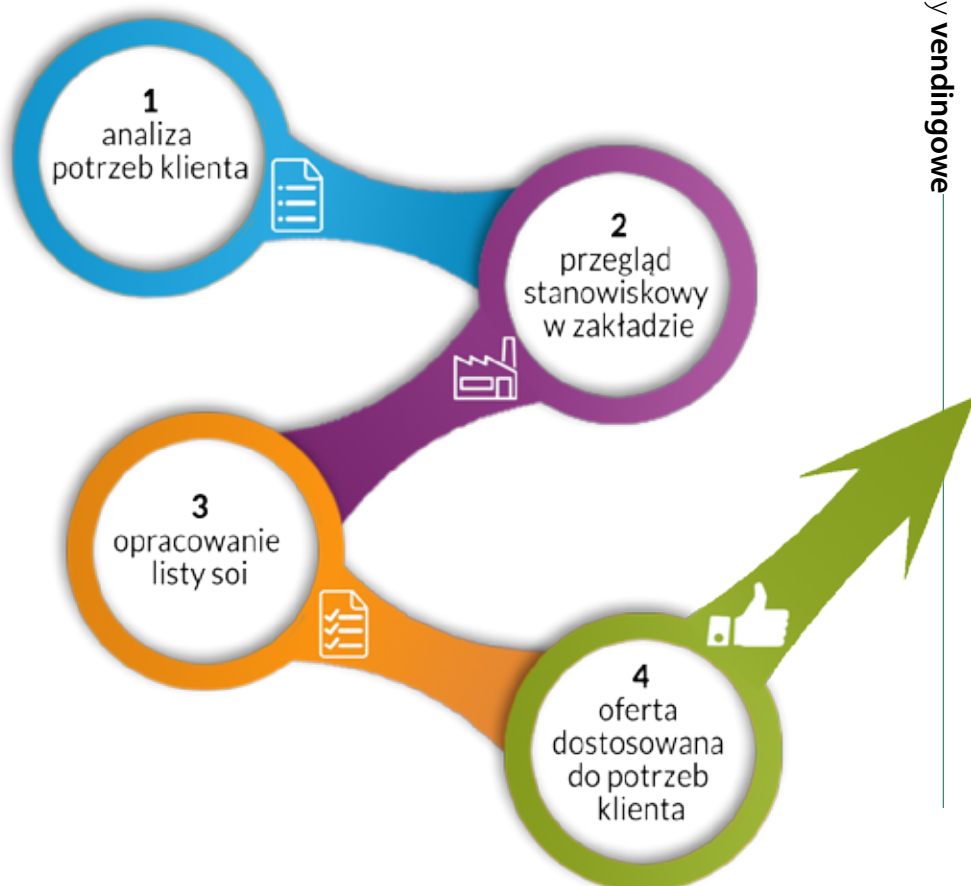 1
analiza
potrzeb klienta
2
przegląd
stanowiskowy
w zakładzie
3
opracowanie
listy soi
4
oferta
dostosowana
do potrzeb
klienta
y vendingowe